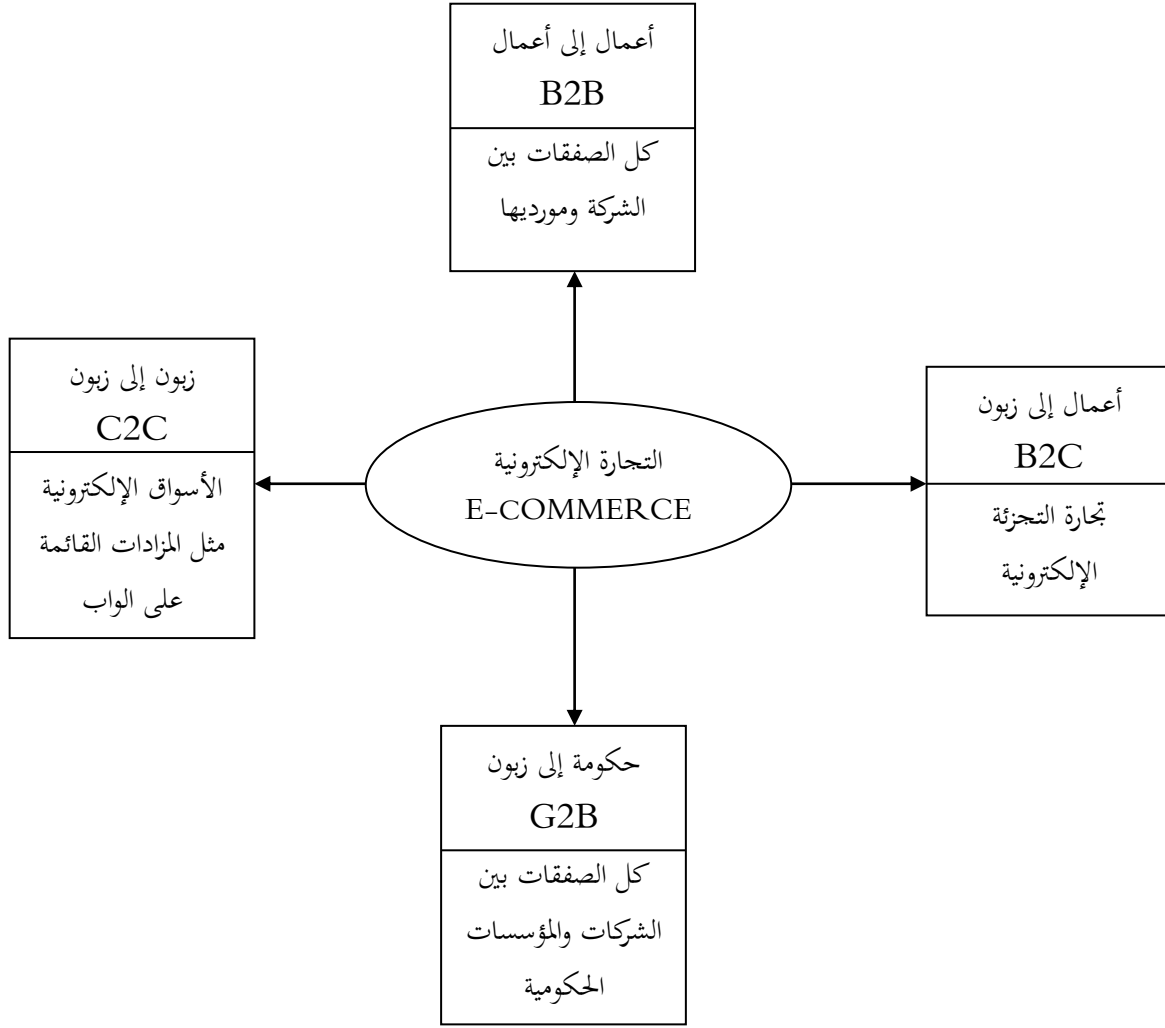 أعمال إلى أعمال
B2B
كل الصفقات بين
الشركة ومورديها
أعمال إلى زبون
B2C
تجارة التجزئة
الإلكترونية
التجارة الإلكترونية
E-COMMERCE
زبون إلى زبون
C2C
الأسواق الإلكترونية
مثل المزادات القائمة
على الواب
حكومة إلى زبون
G2B
كل الصفقات بين
الشركات والمؤسسات
الحكومية